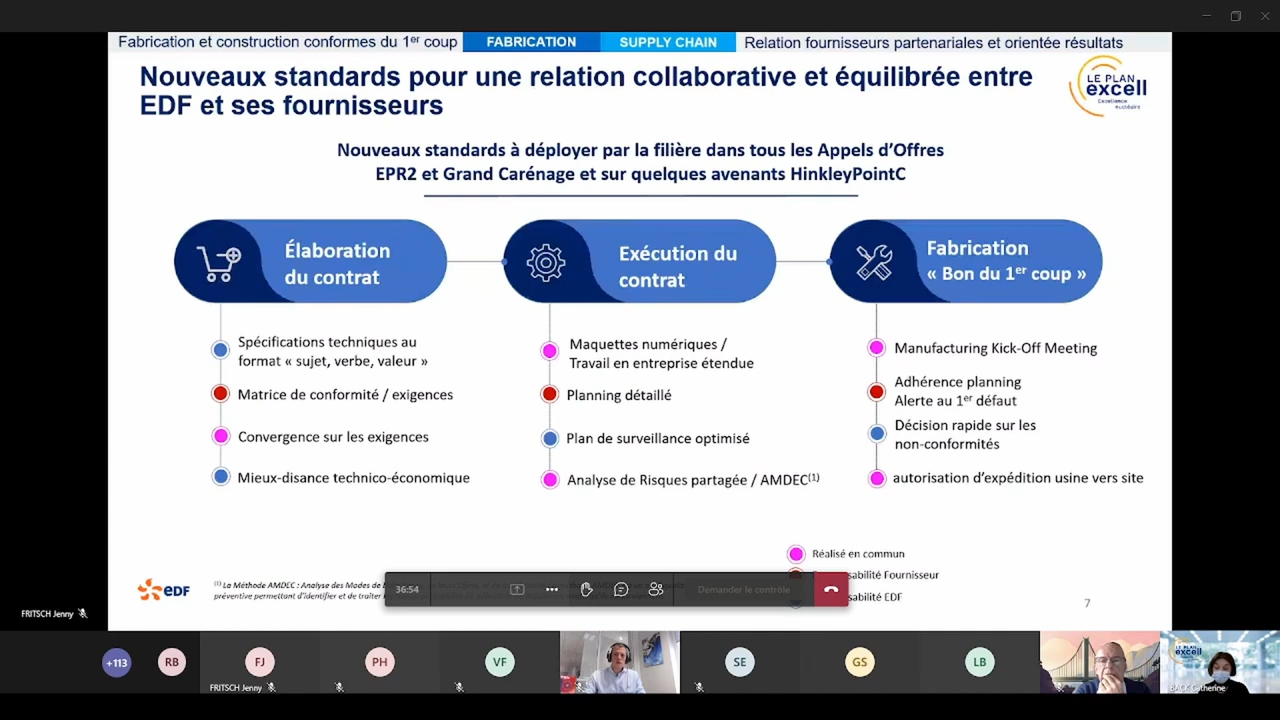 Fabrication et construction conformes du 1er coup
FABRICATION
SUPPLY CHAIN
Relation fournisseurs partenariales et orientée résultats
Nouveaux standards pour une relation collaborative et équilibrée entre
EDF et ses fournisseurs
LE PLAN
excell
Excellence
nucléaire
Nouveaux standards à déployer par la filière dans tous les Appels d’Offres
EPR2 et Grand Carénage et sur quelques avenants HinkleyPointC
Élaboration
du contrat
Spécifications techniques au
format « sujet, verbe, valeur »
Matrice de conformité / exigences
Convergence sur les exigences
Mieux-disance technico-économique
Exécution du
contrat
Maquettes numériques /
Travail en entreprise étendue
Planning détaillé
Plan de surveillance optimisé
Analyse de Risques partagée / AMDEC(1)
Fabrication
« Bon du 1er coup »
Manufacturing Kick-Off Meeting
Adhérence planning
Alerte au 1er défaut
Décision rapide sur les
non-conformités
autorisation d’expédition usine vers site
Réalisé en commun
sabilité Fournisseur
sabilité EDF
EDF
(1) La Méthode AMDEC : Analyse des Modes de
préventive permettant d’identifier et de traiter
36:54
Demander le contrôle
7
FRITSCH Jenny
+113
RB
FJ
FRITSCH Jenny
PH
VF
SE
GS
LB
LE PLAN
excell
BACK Catherine